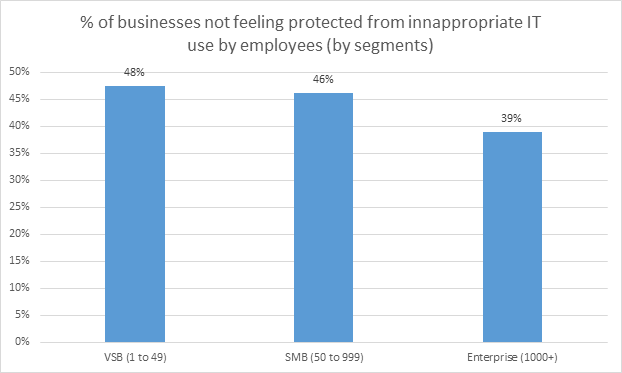 % of businesses not feeling protected from innappropriate IT
use by employees (by segments)
50%
45%
40%
35%
30%
25%
20%
15%
10%
5%
0%
48%
46%
39%
VSB (1 to 49)
SMB (50 to 999)
Enterprise (1000+)